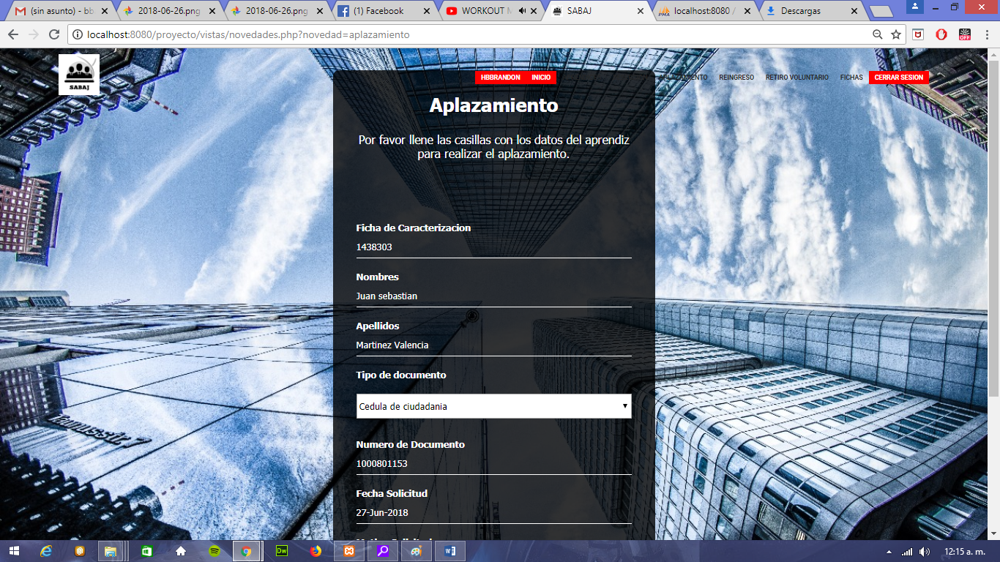 (sin asunto) - bb
2018-06-26.png
2018-06-26.png
(1) Facebook
WORKOUT M
SABAJ
localhost:8080 /
Descargas
localhost:8080/proyecto/vistas/novedades.php?novedad=aplazamiento
OFF
SABAJ
HBBRANDON
INICIO
APLAZAMIENTO
REINGRESO
RETIRO VOLUNTARIO
FICHAS
CERRAR SESION
Aplazamiento
Por favor llene las casillas con los datos del aprendiz
para realizar el aplazamiento.
Ficha de Caracterizacion
1438303
Nombres
Juan sebastian
Apellidos
Martinez Valencia
Tipo de documento
Cedula de ciudadania
Numero de Documento
1000801153
Fecha Solicitud
27-Jun-2018
Dw
12:15 a. m.